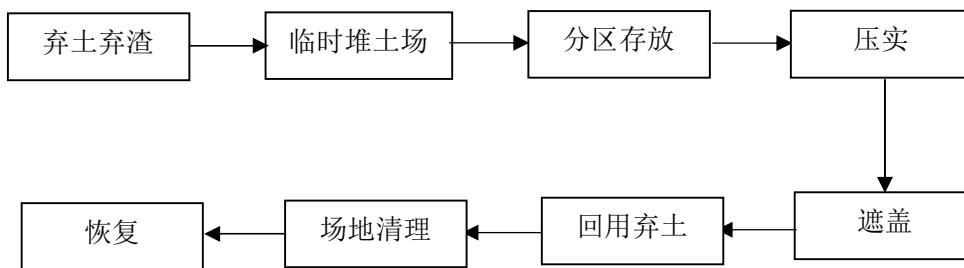 弃土弃渣
临时堆土场
分区存放
压实
遮盖
回用弃土
场地清理
恢复